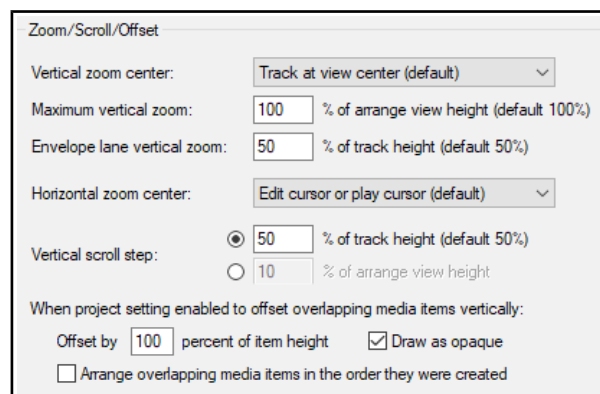 Zoom/Scroll/Offset
Vertical zoom center: Track at view center (default)
Maximum vertical zoom: 100 % of arrange view height (default 100%)
Envelope lane vertical zoom: 50 % of track height (default 50%)
Horizontal zoom center: Edit cursor or play cursor (default)
Vertical scroll step: 50 % of track height (default 50%)
10 % of arrange view height
When project setting enabled to offset overlapping media items vertically:
Offset by 100 percent of item height Draw as opaque
Arrange overlapping media items in the order they were created